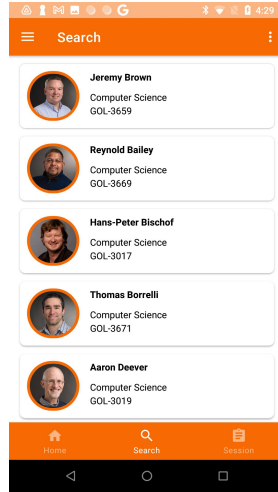 4:29
Search
Jeremy Brown
Computer Science
GOL-3659
Reynold Bailey
Computer Science
GOL-3669
Hans-Peter Bischof
Computer Science
GOL-3017
Thomas Borrelli
Computer Science
GOL-3671
Aaron Deever
Computer Science
GOL-3019
Home
Search
Session